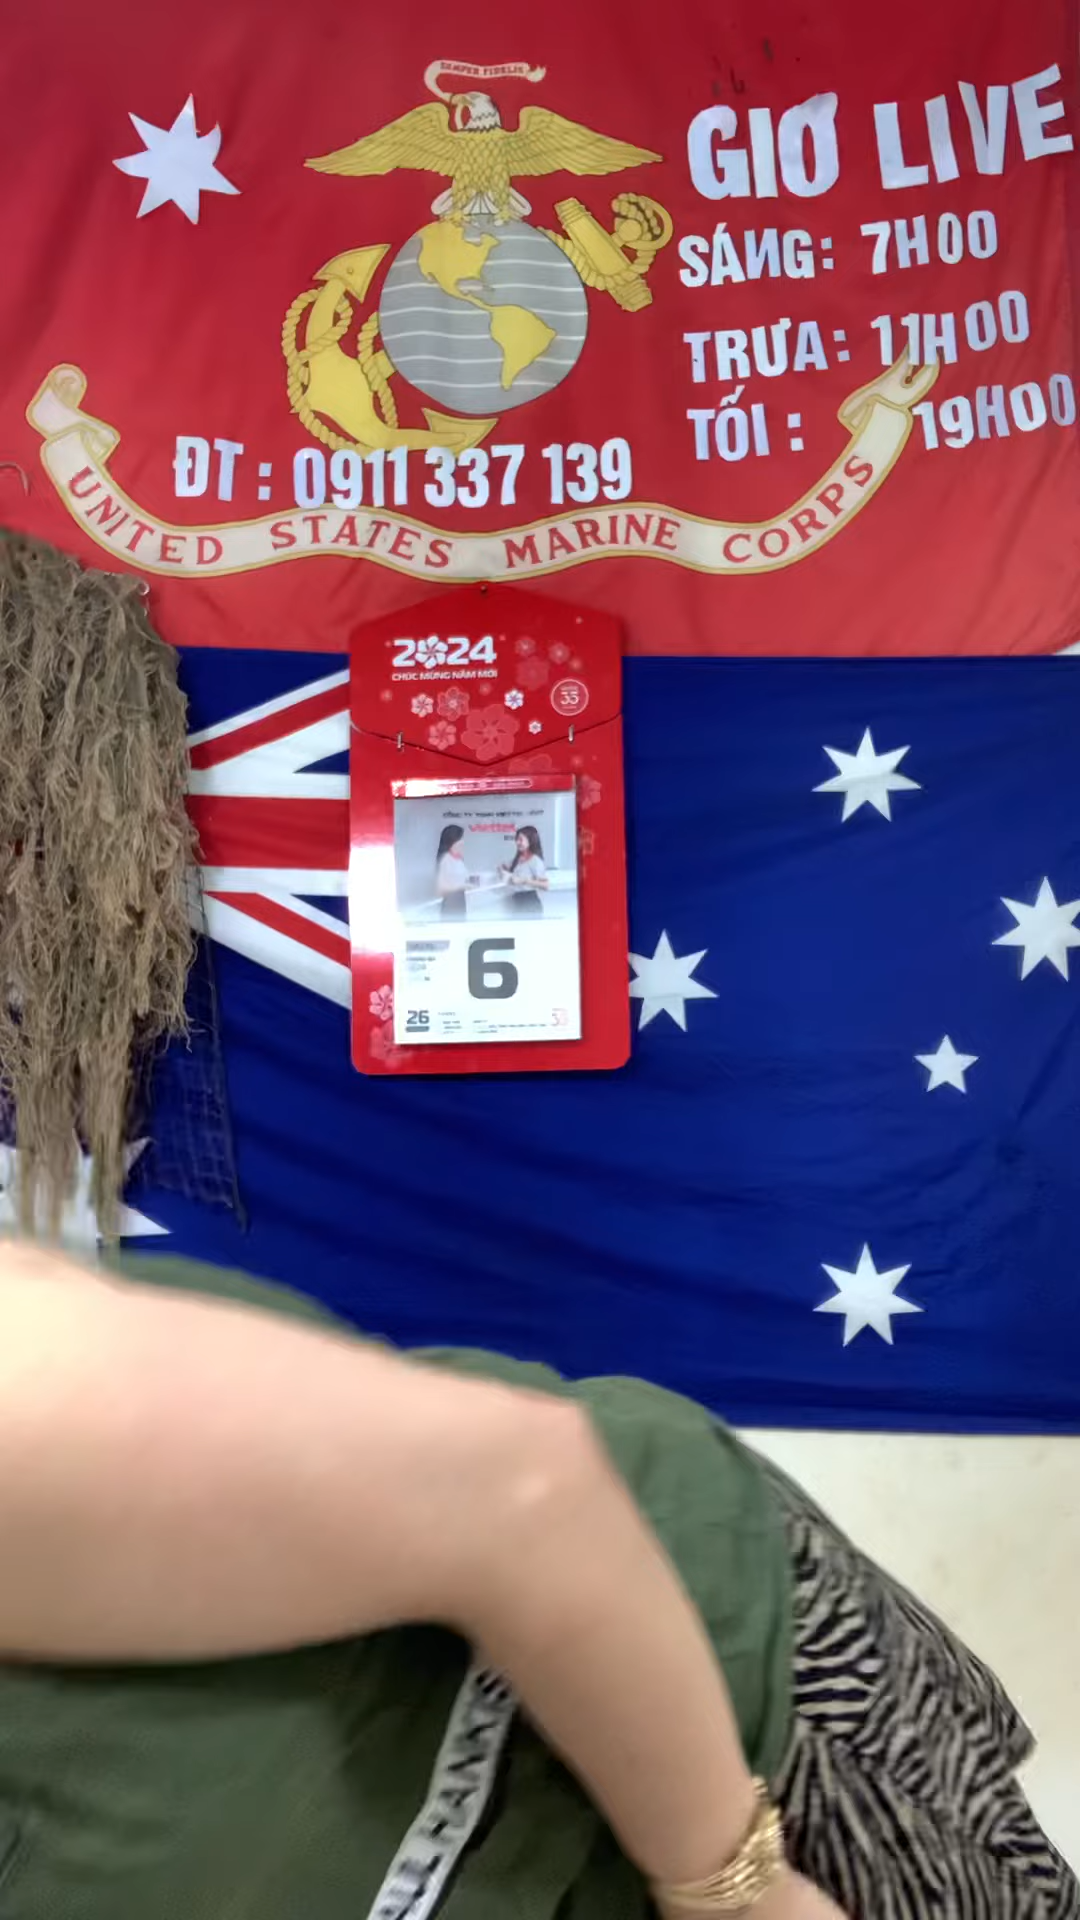 SEMPER FIDELIS
GIỜ LIVE
SÁNG: 7H00
TRƯA: 11H00
TỐI : 19H00
ĐT : 0911 337 139
UNITED STATES MARINE CORPS
2024
CHÚC MỪNG NĂM MỚI
35
viettel
6
26